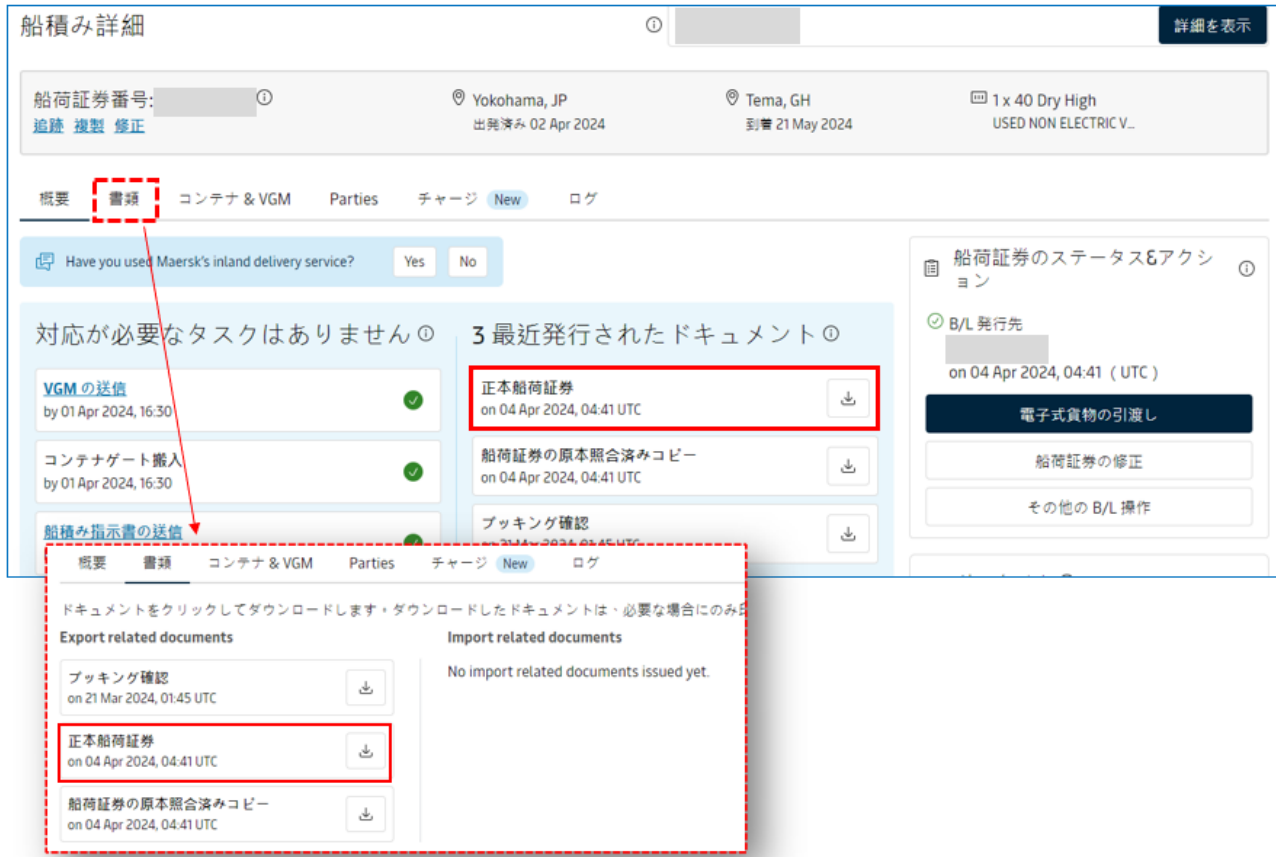 船積み詳細
詳細を表示
船荷証券番号:
追跡 複製 修正
Yokohama, JP
出発済み 02 Apr 2024
Tema, GH
到着 21 May 2024
1 x 40 Dry High
USED NON ELECTRIC V...
概要 書類 コンテナ & VGM Parties チャージ New ログ
Have you used Maersk's inland delivery service? Yes No
対応が必要なタスクはありません
VGM の送信
by 01 Apr 2024, 16:30
コンテナゲート搬入
by 01 Apr 2024, 16:30
船積み指示書の送信
3 最近発行されたドキュメント
正本船荷証券
on 04 Apr 2024, 04:41 UTC
船荷証券の原本照合済みコピー
on 04 Apr 2024, 04:41 UTC
ブッキング確認
on 21 Mar 2024, 01:45 UTC
船荷証券のステータス&アクシ
ョン
B/L 発行先
on 04 Apr 2024, 04:41 ( UTC )
電子式貨物の引渡し
船荷証券の修正
その他の B/L 操作
概要 書類 コンテナ & VGM Parties チャージ New ログ
ドキュメントをクリックしてダウンロードします。ダウンロードしたドキュメントは、必要な場合にのみ
Export related documents
ブッキング確認
on 21 Mar 2024, 01:45 UTC
正本船荷証券
on 04 Apr 2024, 04:41 UTC
船荷証券の原本照合済みコピー
on 04 Apr 2024, 04:41 UTC
Import related documents
No import related documents issued yet.